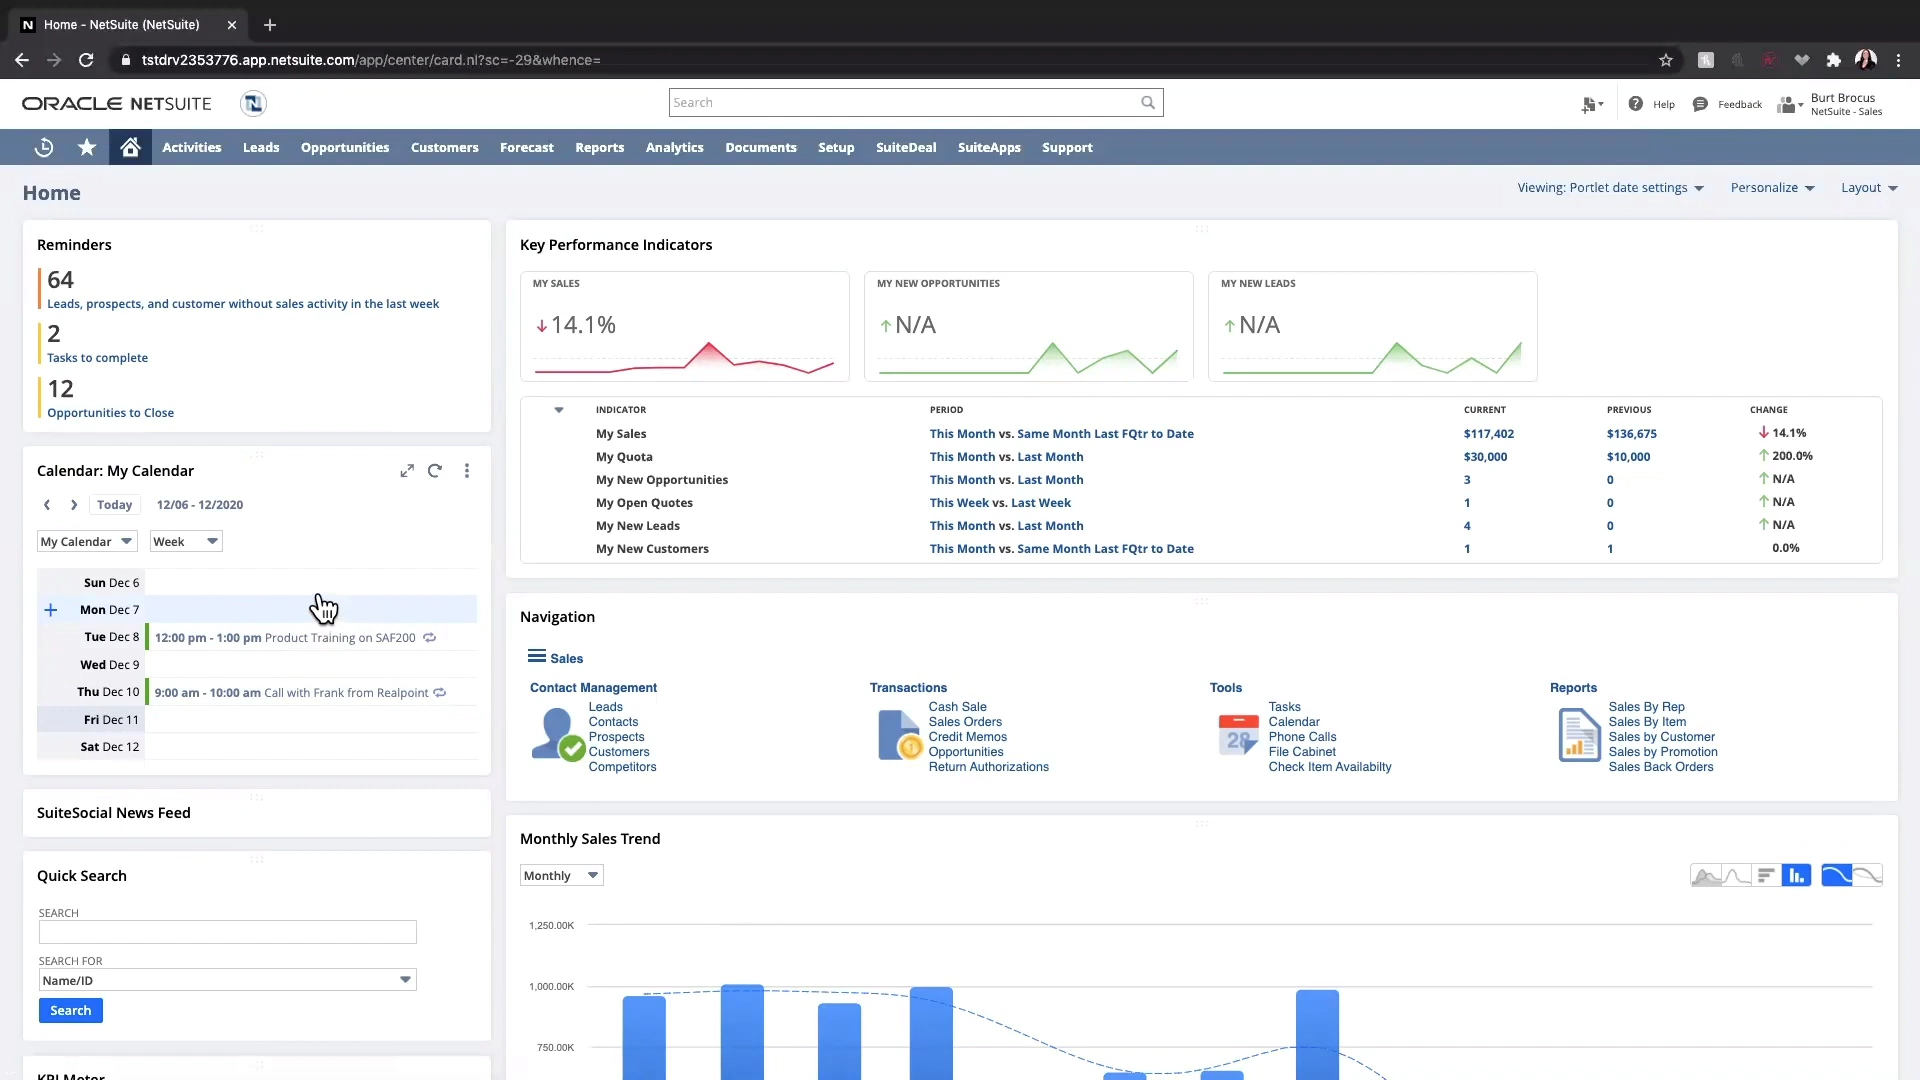 Home - NetSuite (NetSuite)
tstdrv2353776.app.netsuite.com/app/center/card.nl?sc=-29&whence=
ORACLE NETSUITE
N
Search
Help
Feedback
Burt Brocus
NetSuite - Sales
Activities
Leads
Opportunities
Customers
Forecast
Reports
Analytics
Documents
Setup
SuiteDeal
SuiteApps
Support
Home
Viewing: Portlet date settings
Personalize
Layout
Reminders
64
Leads, prospects, and customer without sales activity in the last week
2
Tasks to complete
12
Opportunities to Close
Calendar: My Calendar
Today
12/06 - 12/2020
My Calendar
Week
Sun Dec 6
Mon Dec 7
Tue Dec 8 12:00 pm - 1:00 pm Product Training on SAF200
Wed Dec 9
Thu Dec 10 9:00 am - 10:00 am Call with Frank from Realpoint
Fri Dec 11
Sat Dec 12
SuiteSocial News Feed
Quick Search
SEARCH
SEARCH FOR
Name/ID
Search
KPI Meter
Key Performance Indicators
MY SALES
14.1%
MY NEW OPPORTUNITIES
N/A
MY NEW LEADS
N/A
INDICATOR PERIOD CURRENT PREVIOUS CHANGE
My Sales This Month vs. Same Month Last FQtr to Date $117,402 $136,675 14.1%
My Quota This Month vs. Last Month $30,000 $10,000 200.0%
My New Opportunities This Month vs. Last Month 3 0 N/A
My Open Quotes This Week vs. Last Week 1 0 N/A
My New Leads This Month vs. Last Month 4 0 N/A
My New Customers This Month vs. Same Month Last FQtr to Date 1 1 0.0%
Navigation
Sales
Contact Management
Leads
Contacts
Prospects
Customers
Competitors
Transactions
Cash Sale
Sales Orders
Credit Memos
Opportunities
Return Authorizations
Tools
28
Tasks
Calendar
Phone Calls
File Cabinet
Check Item Availabilty
Reports
Sales By Rep
Sales By Item
Sales by Customer
Sales by Promotion
Sales Back Orders
Monthly Sales Trend
Monthly
1,250.00K
1,000.00K
750.00K